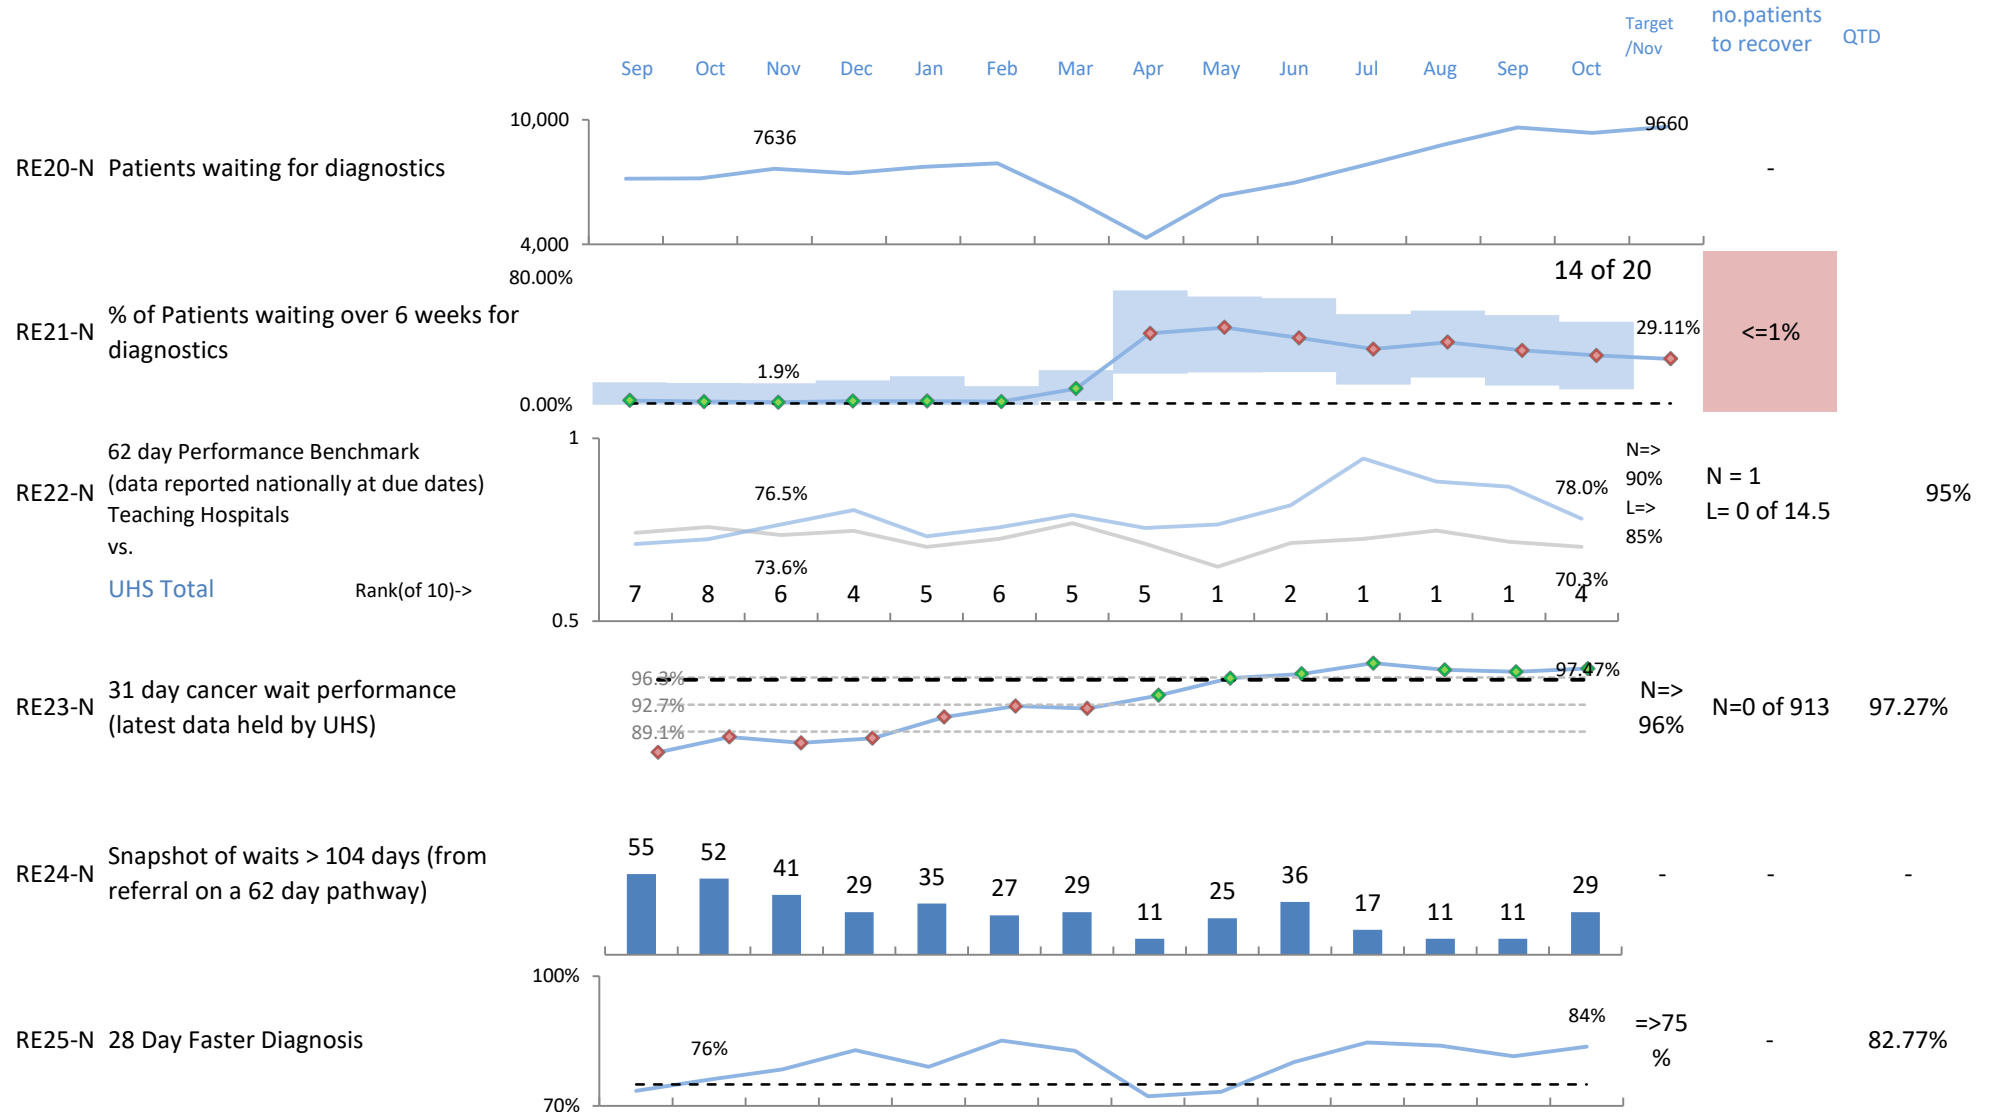 Target
/Nov
no.patients
to recover
QTD
Sep Oct Nov Dec Jan Feb Mar Apr May Jun Jul Aug Sep Oct
10,000
7636
9660
RE20-N Patients waiting for diagnostics
-
4,000
80.00%
14 of 20
RE21-N
% of Patients waiting over 6 weeks for
diagnostics
1.9%
29.11%
<=1%
0.00%
1
62 day Performance Benchmark
(data reported nationally at due dates)
Teaching Hospitals
vs.
RE22-N
76.5%
78.0%
N=>
90%
L=>
85%
N = 1
L= 0 of 14.5
95%
73.6%
70.3%
UHS Total
Rank(of 10)->
7 8 6 4 5 6 5 5 1 2 1 1 1 4
0.5
RE23-N
31 day cancer wait performance
(latest data held by UHS)
96.3%
92.7%
89.1%
97.47%
N=>
96%
N=0 of 913
97.27%
RE24-N
Snapshot of waits > 104 days (from
referral on a 62 day pathway)
55 52 41 29 35 27 29 11 25 36 17 11 11 29
- - -
100%
RE25-N 28 Day Faster Diagnosis
76%
84%
=>75
%
-
82.77%
70%